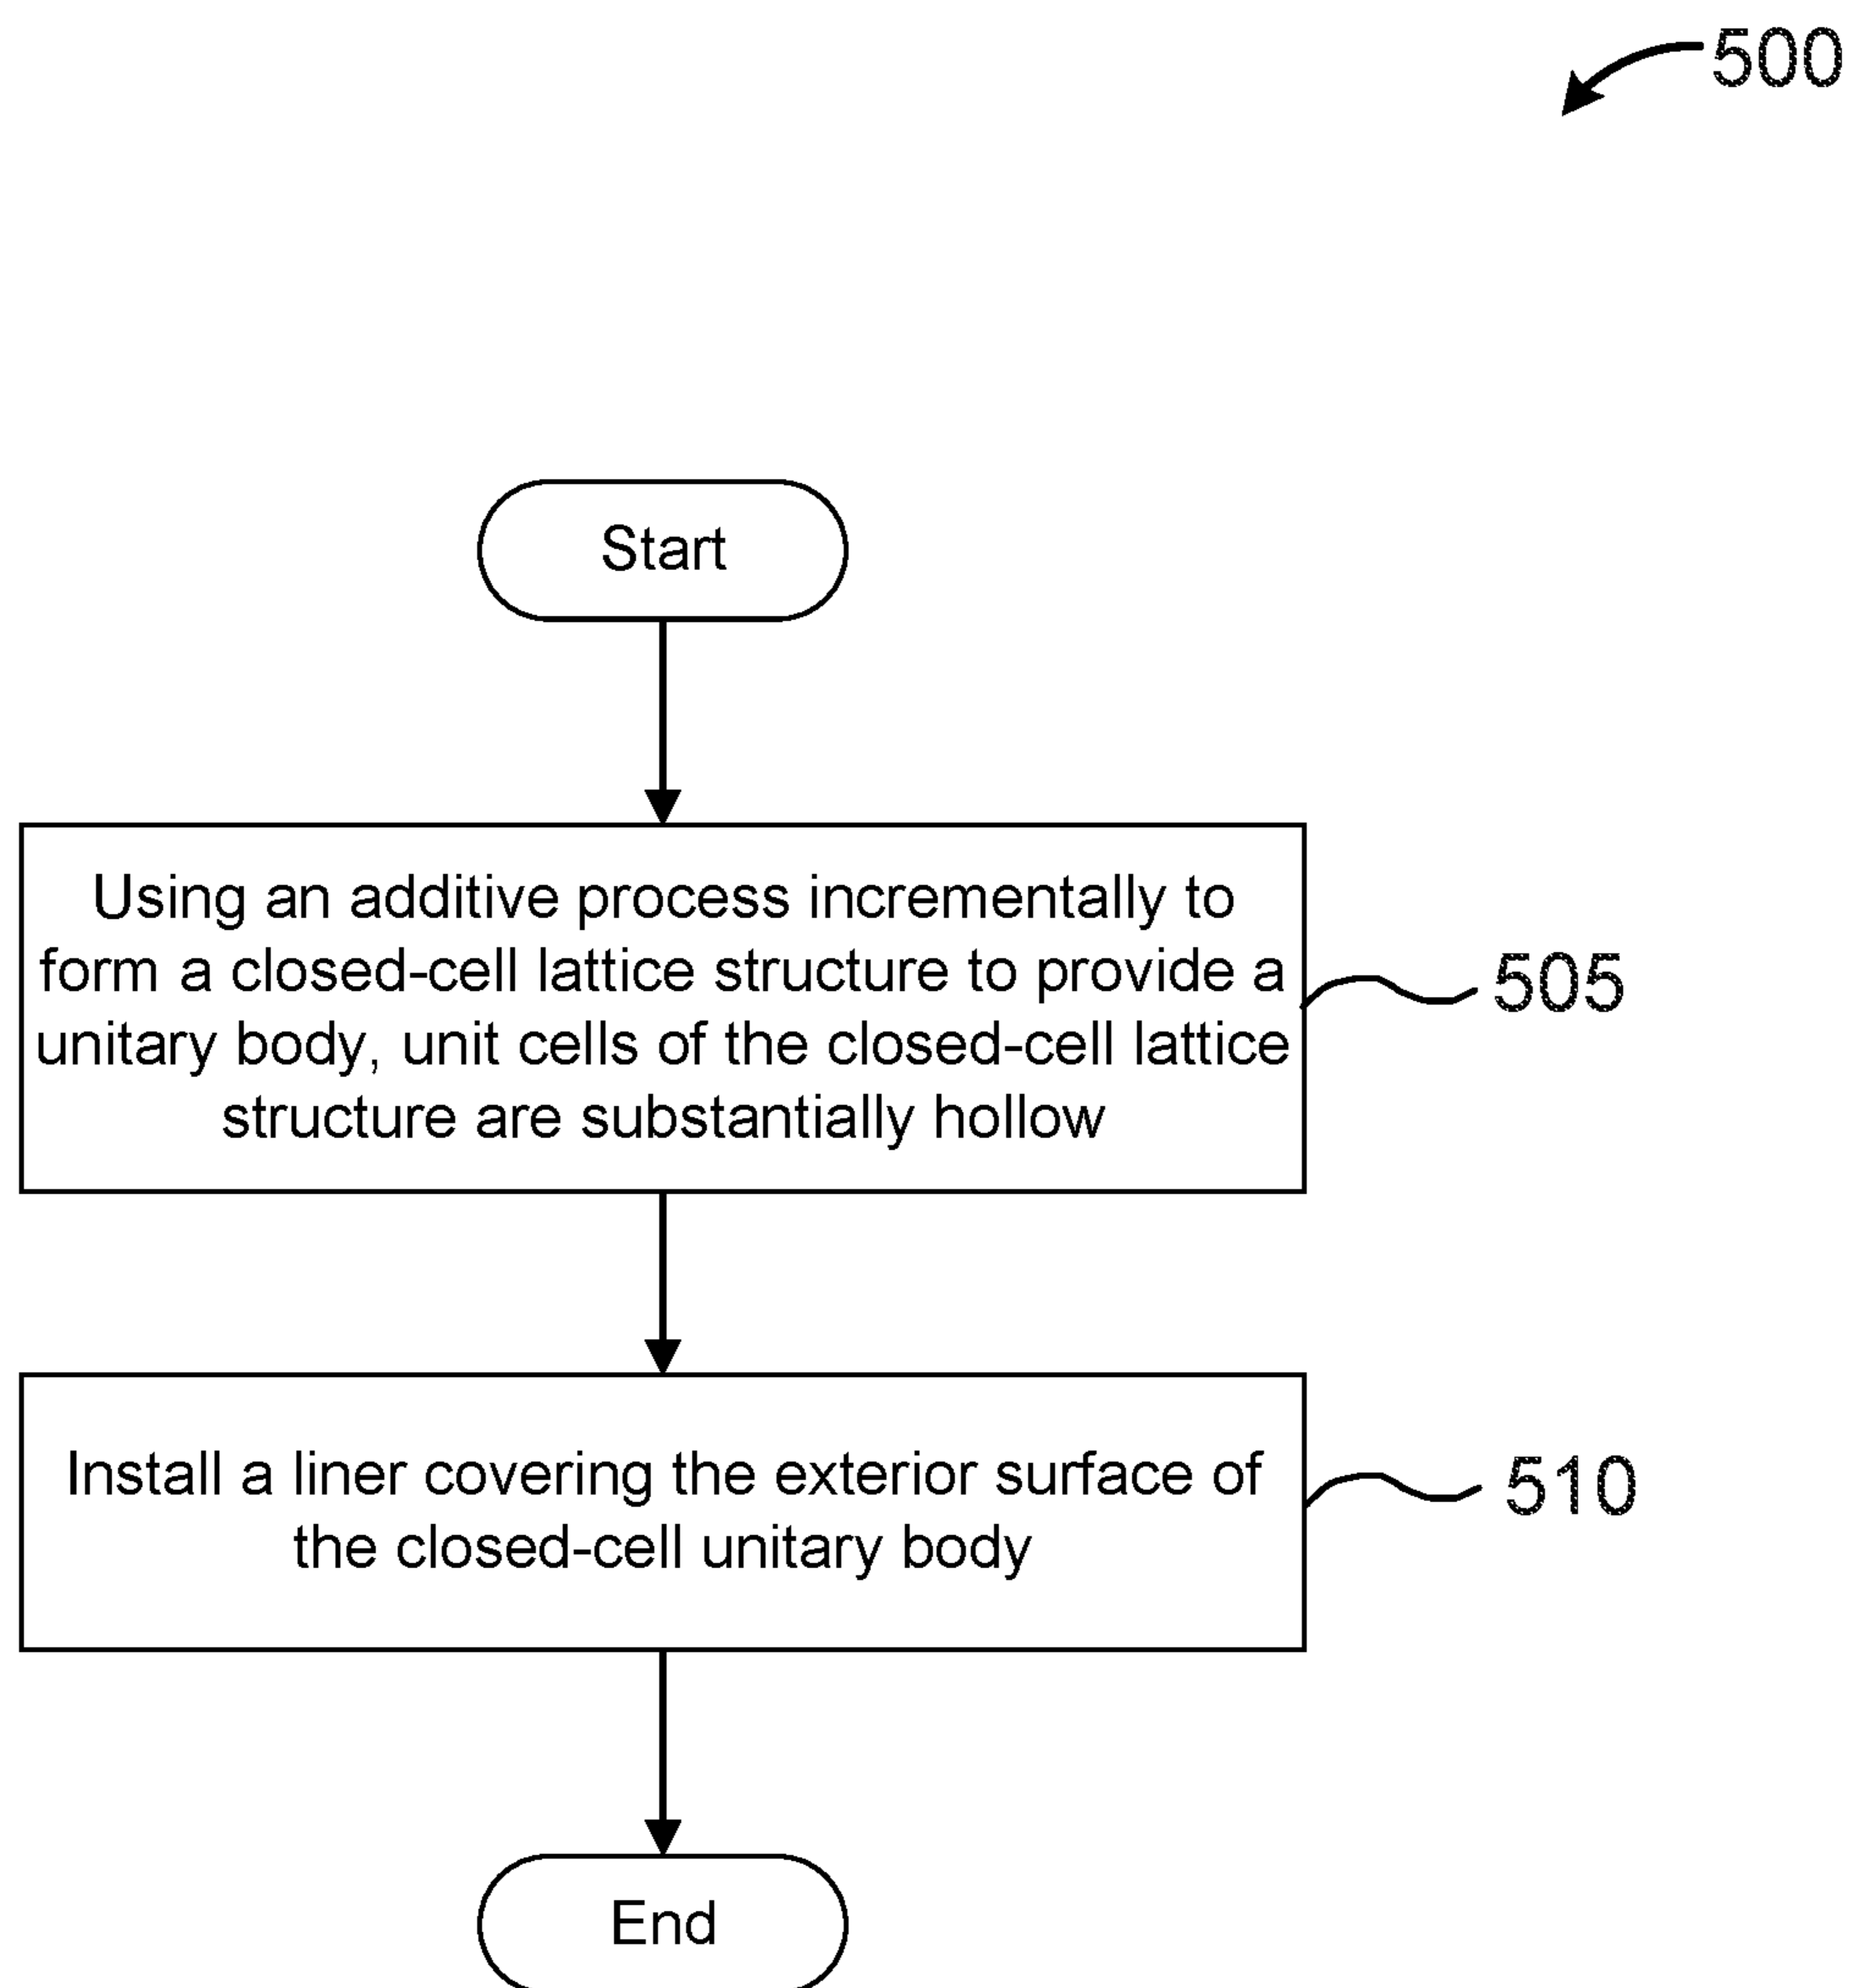 500
Start
Using an additive process incrementally to
form a closed-cell lattice structure to provide a
unitary body, unit cells of the closed-cell lattice
structure are substantially hollow
505
Install a liner covering the exterior surface of
the closed-cell unitary body
510
End